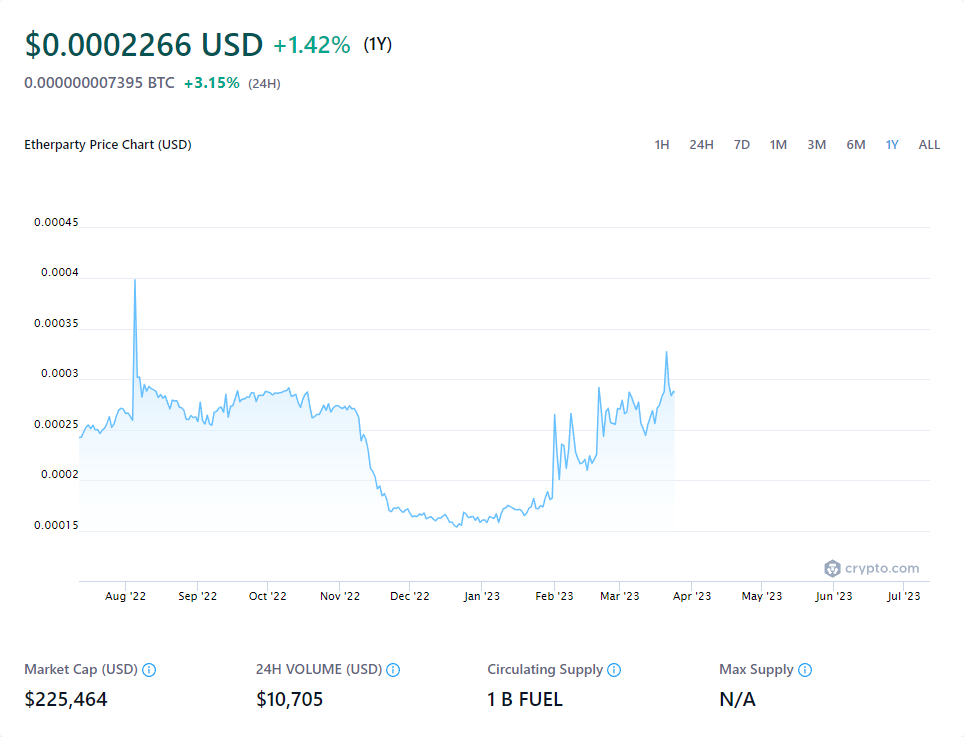 $0.0002266 USD +1.42% (1Y)
0.000000007395 BTC +3.15% (24H)
Etherparty Price Chart (USD) 1H 24H 7D 1M 3M 6M 1Y ALL
0.00045
0.0004
0.00035
0.0003
0.00025
0.0002
0.00015
crypto.com
Aug '22 Sep '22 Oct '22 Nov '22 Dec '22 Jan '23 Feb '23 Mar '23 Apr '23 May '23 Jun '23 Jul '23
Market Cap (USD) 24H VOLUME (USD) Circulating Supply Max Supply
$225,464 $10,705 1 B FUEL N/A